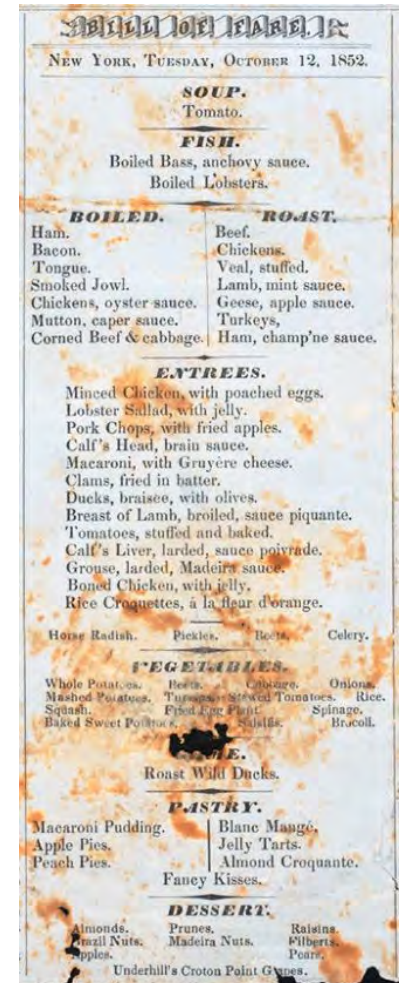 BILL OF FARE.
NEW YORK, TUESDAY, OCTOBER 12, 1852.
SOUP.
Tomato.
FISH.
Boiled Bass, anchovy sauce.
Boiled Lobsters.
BOILED.
Ham.
Bacon.
Tongue.
Smoked Jowl.
Chickens, oyster sauce.
Mutton, caper sauce.
Corned Beef & cabbage.
ROAST.
Beef.
Chickens.
Veal, stuffed.
Lamb, mint sauce.
Geese, apple sauce.
Turkeys,
Ham, champ'ne sauce.
ENTREES.
Minced Chicken, with poached eggs.
Lobster Sallad, with jelly.
Pork Chops, with fried apples.
Calf's Head, brain sauce.
Macaroni, with Gruyère cheese.
Clams, fried in batter.
Ducks, braisee, with olives.
Breast of Lamb, broiled, sauce piquante.
Tomatoes, stuffed and baked.
Calf's Liver, larded, sauce poivrade.
Grouse, larded, Madeira sauce.
Boned Chicken, with jelly.
Rice Croquettes, á la fleur d'orange.
Horse Radish. Pickles. Beets. Celery.
VEGETABLES.
Whole Potatoes. Beets. Cabbage. Onions.
Mashed Potatoes. Turnips. Stewed Tomatoes. Rice.
Squash. Fried Egg Plant. Spinage.
Baked Sweet Potatoes. Salsifis. Brocoli.
Roast Wild Ducks.
PASTRY.
Macaroni Pudding.
Apple Pies.
Peach Pies.
Blanc Mange.
Jelly Tarts.
Almond Croquante.
Fancy Kisses.
DESSERT.
Almonds. Prunes. Raisins.
Brazil Nuts. Madeira Nuts. Filberts.
Apples. Pears.
Underhill's Croton Point Grapes.